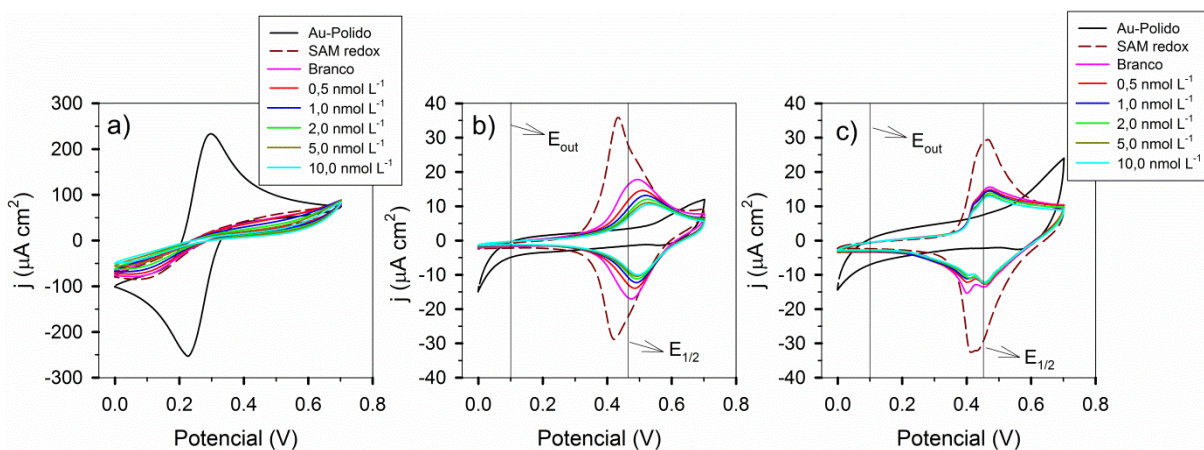 Au-Polido
SAM redox
Branco
0,5 nmol L⁻¹
1,0 nmol L⁻¹
2,0 nmol L⁻¹
5,0 nmol L⁻¹
10,0 nmol L⁻¹
a)
j (µA cm²)
300
200
100
0
-100
-200
-300
0.0 0.2 0.4 0.6 0.8
Potencial (V)
b)
E_out
E_1/2
j (µA cm²)
40
30
20
10
0
-10
-20
-30
-40
0.0 0.2 0.4 0.6 0.8
Potencial (V)
Au-Polido
SAM redox
Branco
0,5 nmol L⁻¹
1,0 nmol L⁻¹
2,0 nmol L⁻¹
5,0 nmol L⁻¹
10,0 nmol L⁻¹
c)
E_out
E_1/2
j (µA cm²)
40
30
20
10
0
-10
-20
-30
-40
0.0 0.2 0.4 0.6 0.8
Potencial (V)